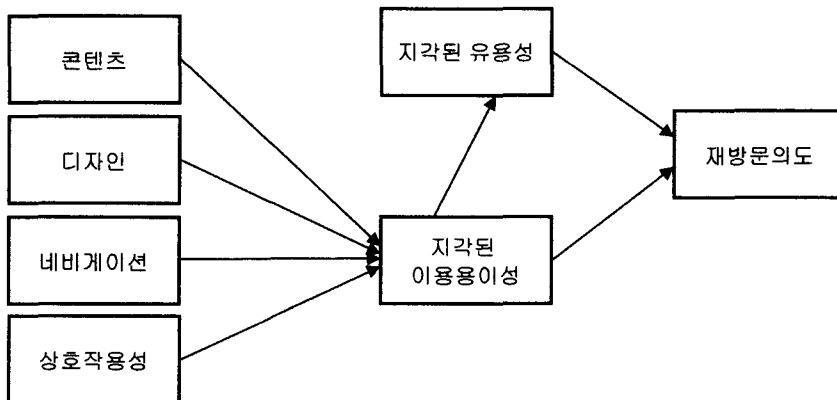 콘텐츠
디자인
네비게이션
상호작용성
지각된 유용성
지각된
이용용이성
재방문의도